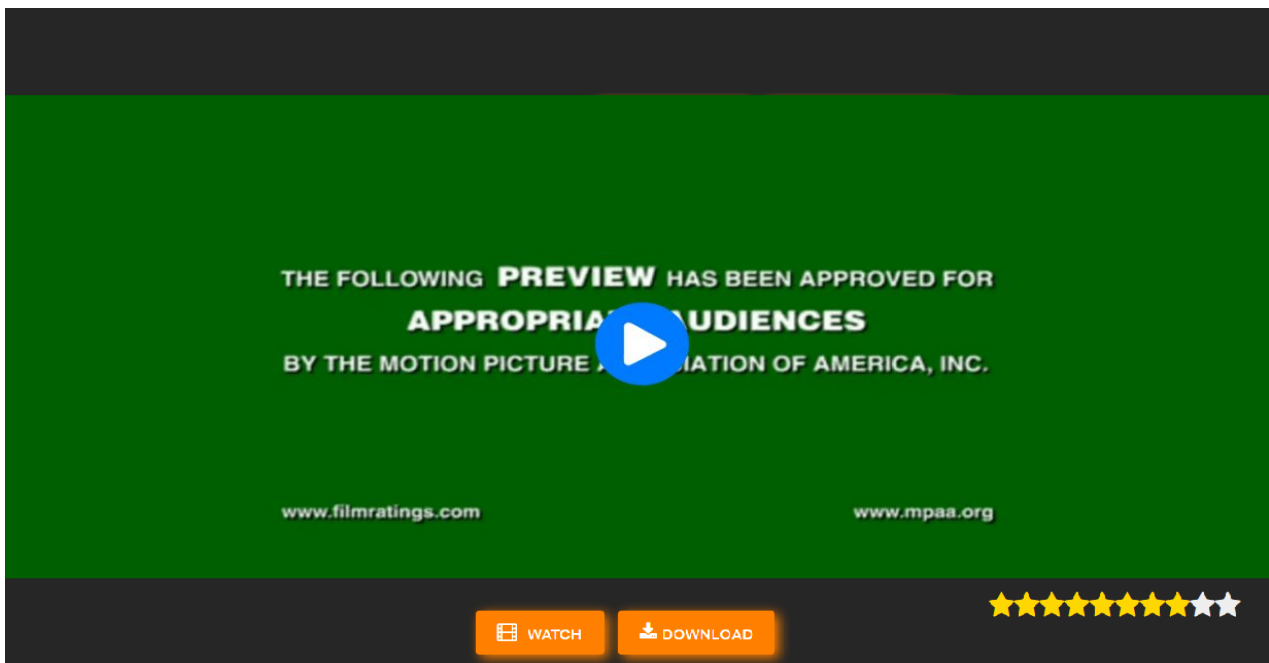 THE FOLLOWING PREVIEW HAS BEEN APPROVED FOR
APPROPRIA UDIENCES
BY THE MOTION PICTURE IATION OF AMERICA, INC.
www.filmratings.com www.mpaa.org
WATCH DOWNLOAD